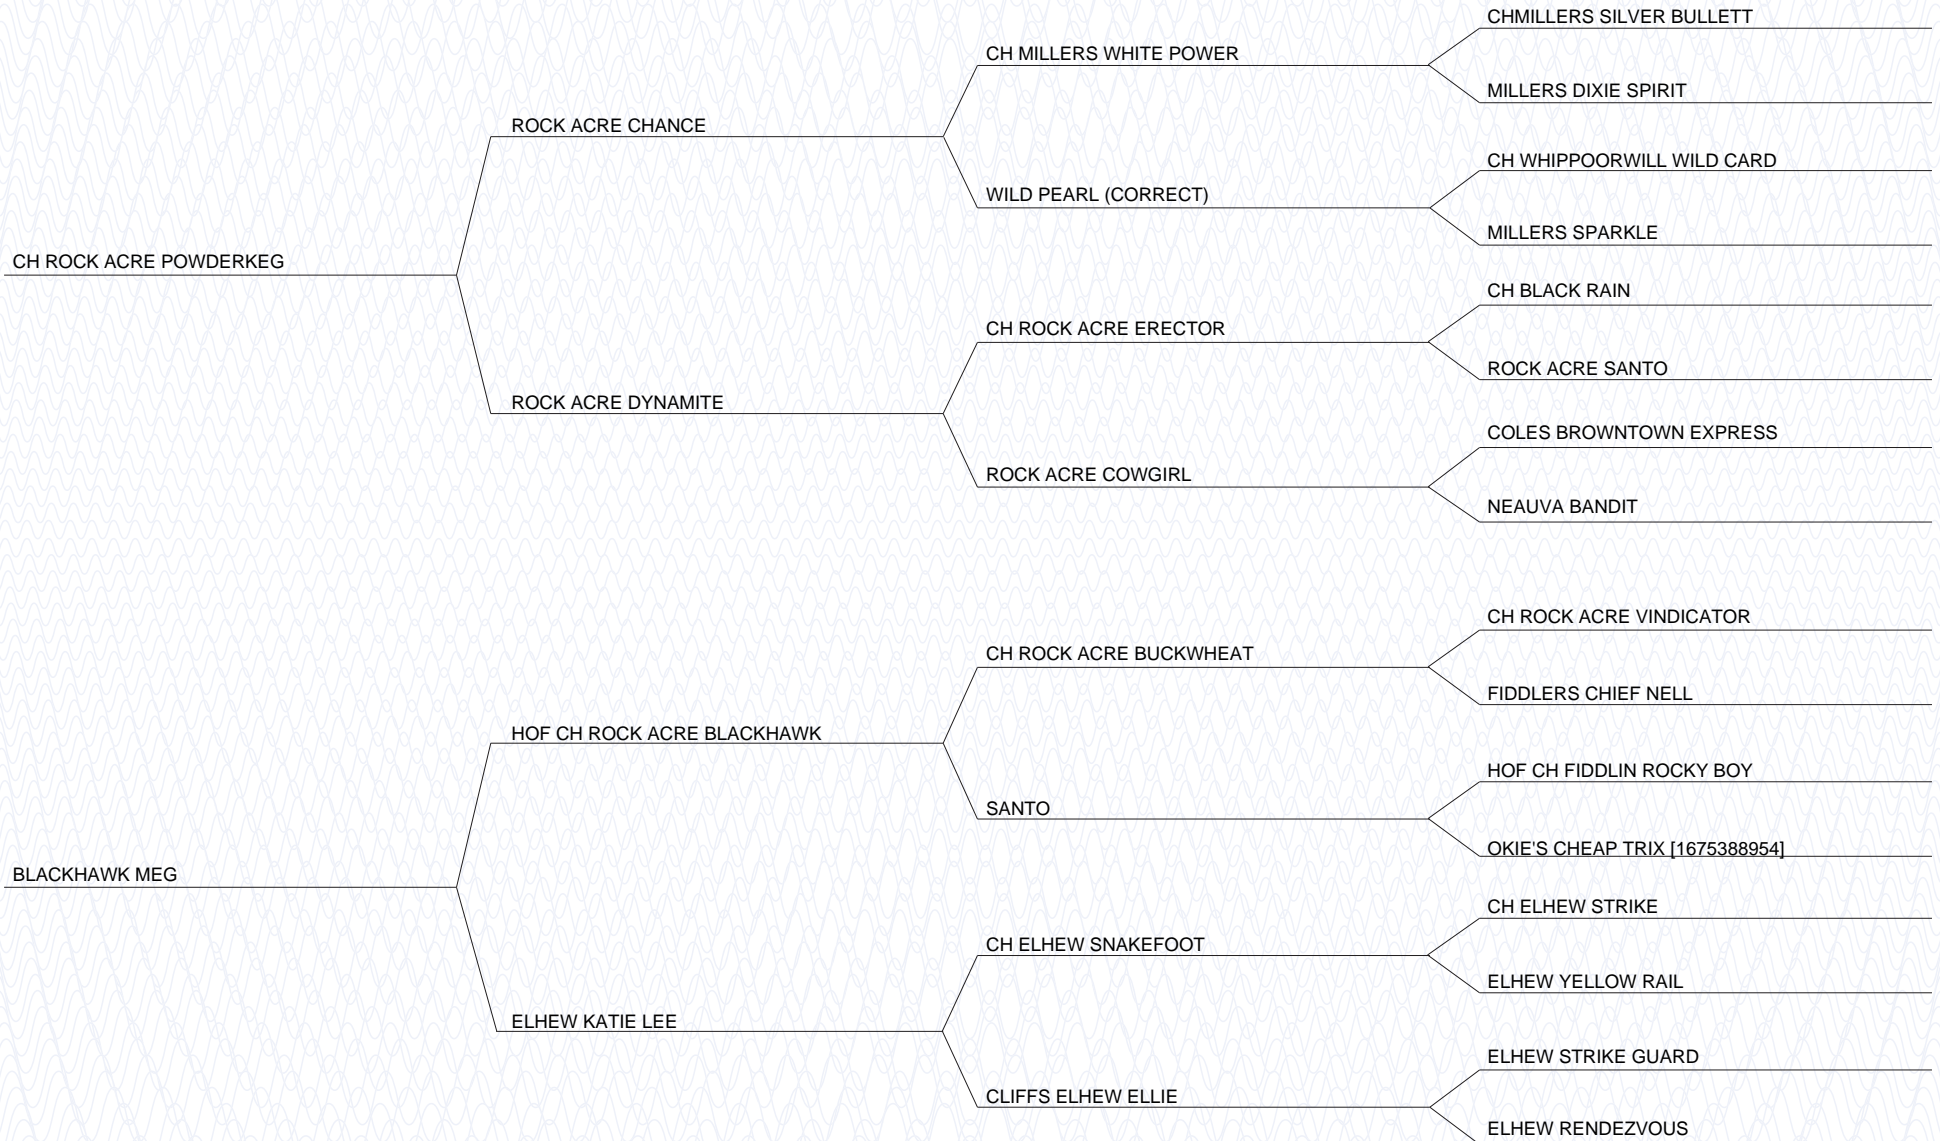 CHMILLERS SILVER BULLETT
CH MILLERS WHITE POWER
MILLERS DIXIE SPIRIT
ROCK ACRE CHANCE
CH WHIPPOORWILL WILD CARD
WILD PEARL (CORRECT)
MILLERS SPARKLE
CH ROCK ACRE POWDERKEG
CH BLACK RAIN
CH ROCK ACRE ERECTOR
ROCK ACRE SANTO
ROCK ACRE DYNAMITE
COLES BROWNTOWN EXPRESS
ROCK ACRE COWGIRL
NEAUVA BANDIT
CH ROCK ACRE VINDICATOR
CH ROCK ACRE BUCKWHEAT
FIDDLERS CHIEF NELL
HOF CH ROCK ACRE BLACKHAWK
HOF CH FIDDLIN ROCKY BOY
SANTO
OKIE'S CHEAP TRIX [1675388954]
BLACKHAWK MEG
CH ELHEW STRIKE
CH ELHEW SNAKEFOOT
ELHEW YELLOW RAIL
ELHEW KATIE LEE
ELHEW STRIKE GUARD
CLIFFS ELHEW ELLIE
ELHEW RENDEZVOUS